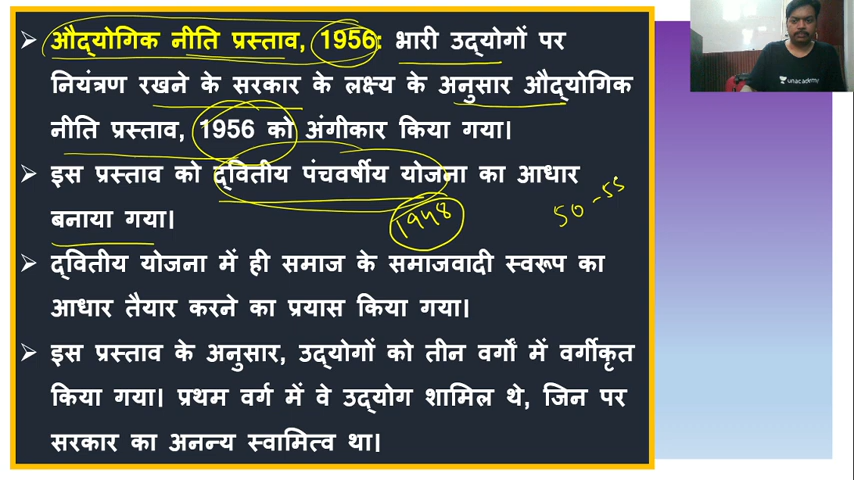 औद्योगिक नीति प्रस्ताव, 1956: भारी उद्योगों पर
नियंत्रण रखने के सरकार के लक्ष्य के अनुसार औद्योगिक
नीति प्रस्ताव, 1956 को अंगीकार किया गया।
इस प्रस्ताव को द्वितीय पंचवर्षीय योजना का आधार
बनाया गया।
1948
50-55
द्वितीय योजना में ही समाज के समाजवादी स्वरूप का
आधार तैयार करने का प्रयास किया गया।
इस प्रस्ताव के अनुसार, उद्योगों को तीन वर्गों में वर्गीकृत
किया गया। प्रथम वर्ग में वे उद्योग शामिल थे, जिन पर
सरकार का अनन्य स्वामित्व था।
unacademy